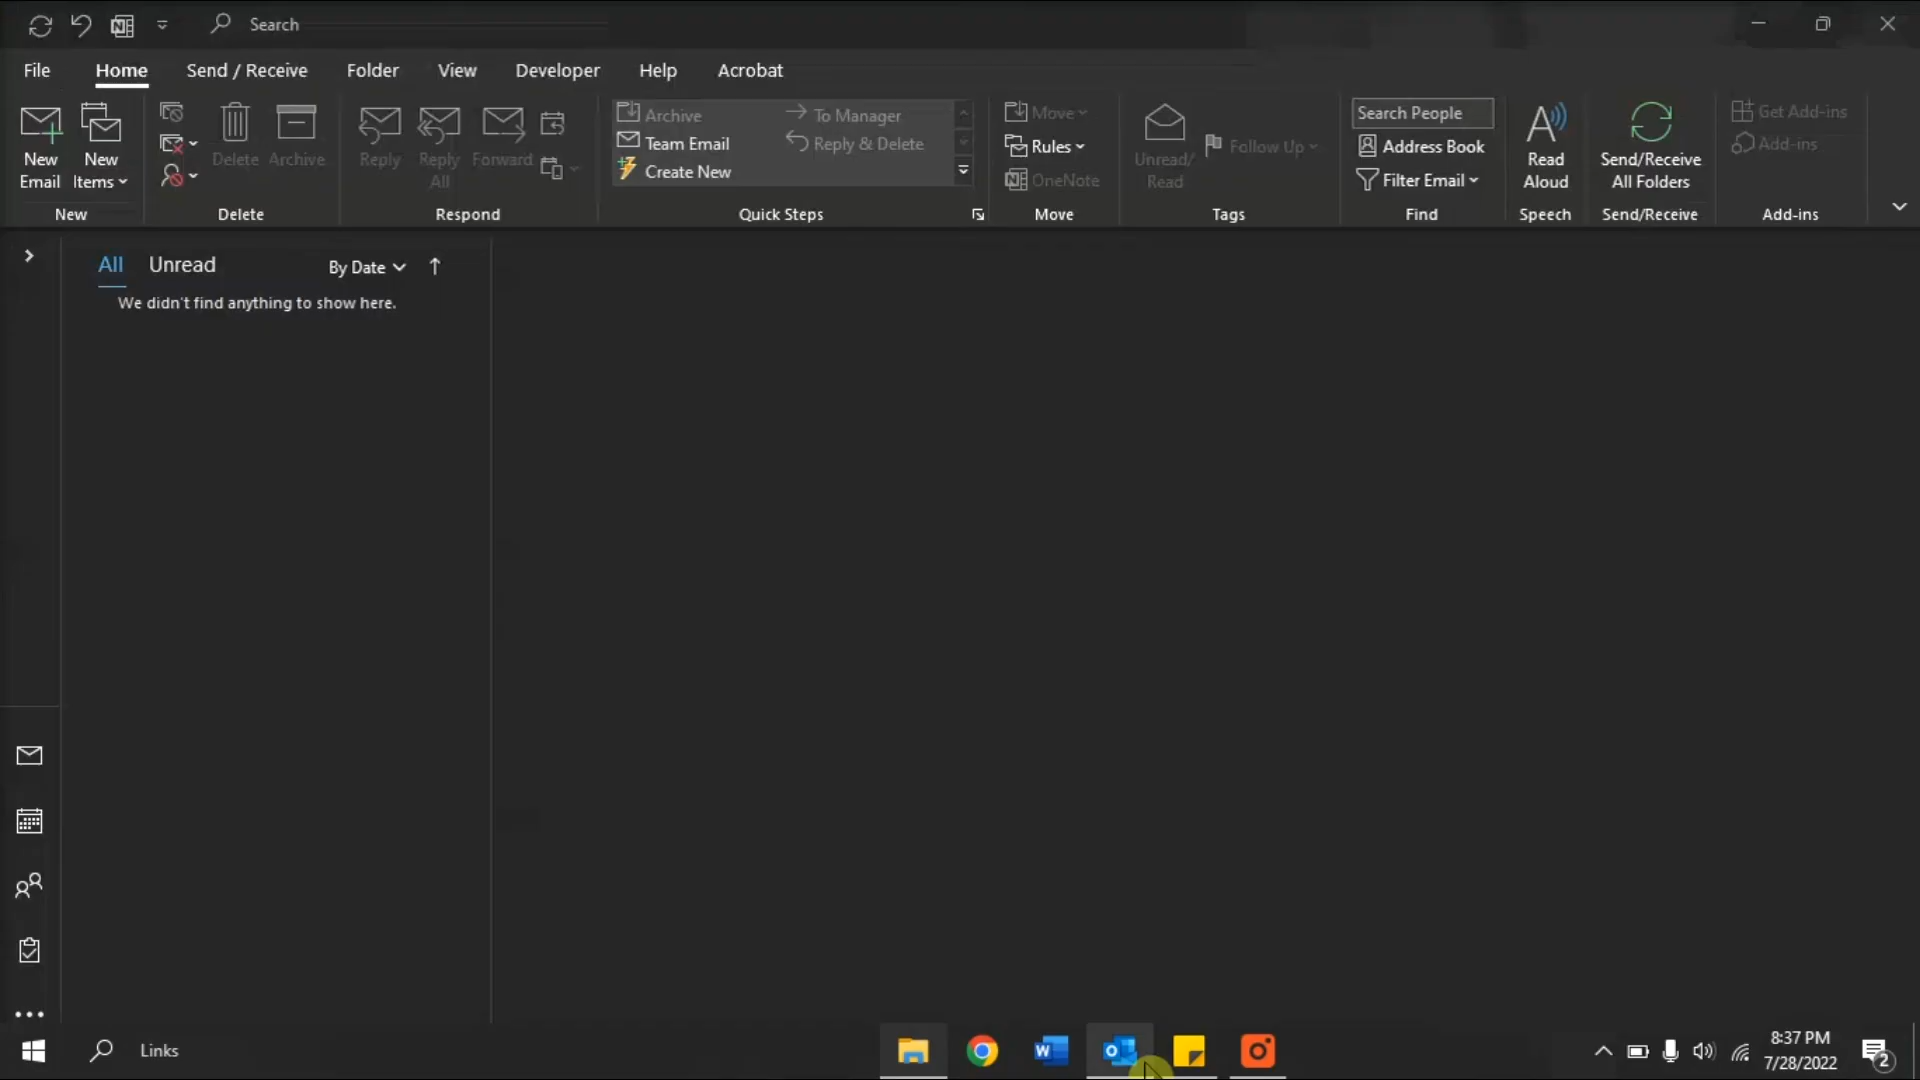 Search
File Home Send / Receive Folder View Developer Help Acrobat
New Email
New Items
New
Delete
Archive
Delete
Reply
Reply All
Forward
Respond
Archive
Team Email
Create New
To Manager
Reply & Delete
Quick Steps
Move
Rules
OneNote
Move
Unread/
Read
Follow Up
Tags
Search People
Address Book
Filter Email
Find
Read
Aloud
Speech
Send/Receive
All Folders
Send/Receive
Get Add-ins
Add-ins
Add-ins
All Unread By Date
We didn't find anything to show here.
Links
8:37 PM
7/28/2022
2